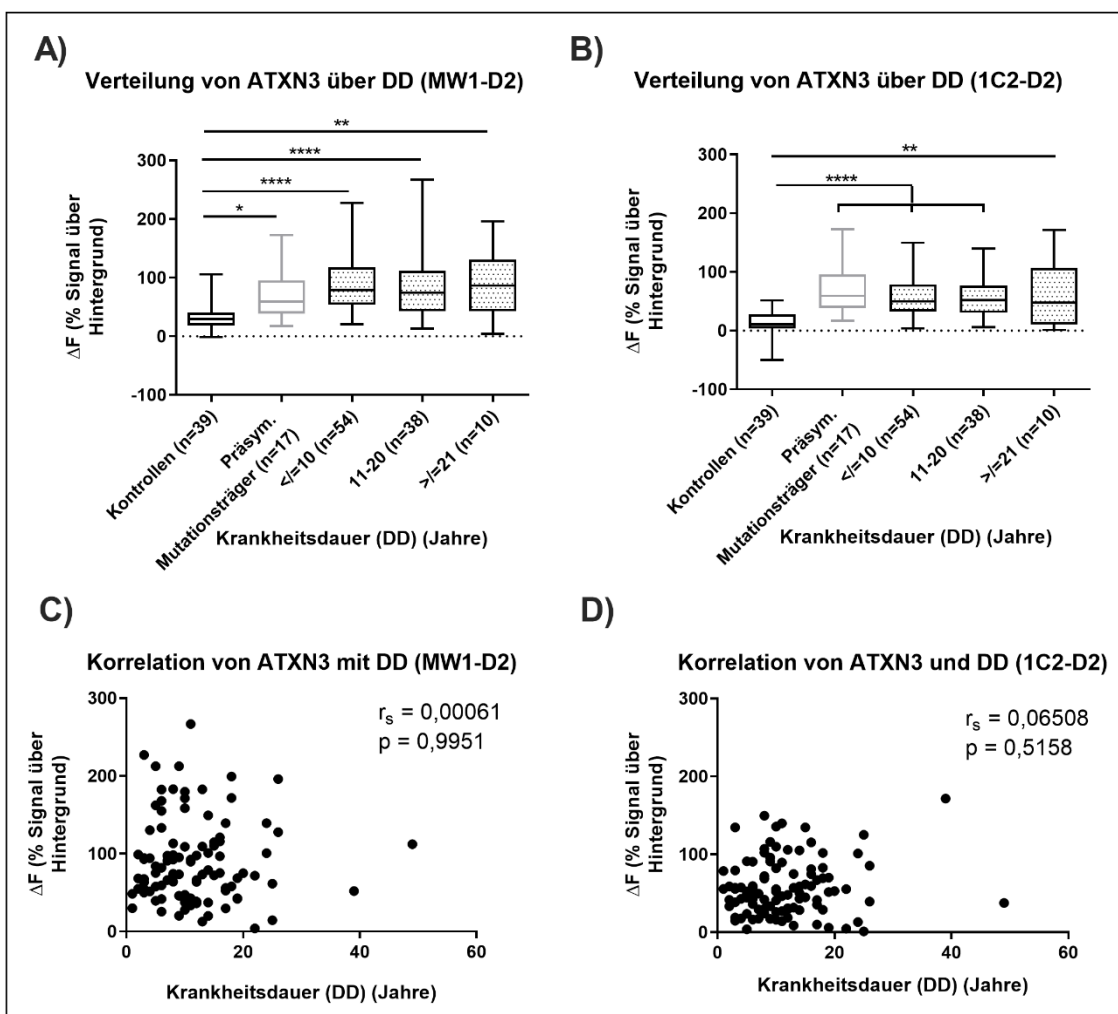 A)
Verteilung von ATXN3 über DD (MW1-D2)
**
****
****
*
300
200
100
0
-100
ΔF (% Signal über
Hintergrund)
Kontrollen (n=39)
Präsym.
Mutationsträger (n=17)
</=10 (n=54)
11-20 (n=38)
>/=21 (n=10)
Krankheitsdauer (DD) (Jahre)
B)
Verteilung von ATXN3 über DD (1C2-D2)
**
****
300
200
100
0
-100
ΔF (% Signal über
Hintergrund)
Kontrollen (n=39)
Präsym.
Mutationsträger (n=17)
</=10 (n=54)
11-20 (n=38)
>/=21 (n=10)
Krankheitsdauer (DD) (Jahre)
C)
Korrelation von ATXN3 mit DD (MW1-D2)
rs = 0,00061
p = 0,9951
300
200
100
0
ΔF (% Signal über
Hintergrund)
0 20 40 60
Krankheitsdauer (DD) (Jahre)
D)
Korrelation von ATXN3 und DD (1C2-D2)
rs = 0,06508
p = 0,5158
300
200
100
0
ΔF (% Signal über
Hintergrund)
0 20 40 60
Krankheitsdauer (DD) (Jahre)